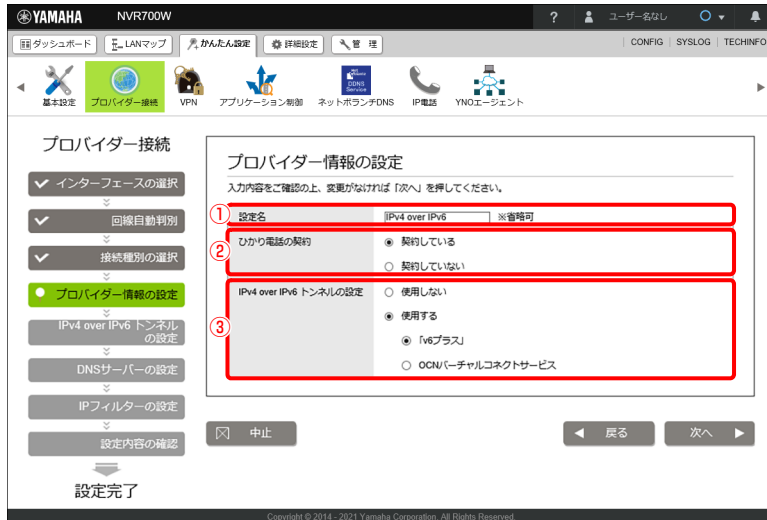 YAMAHA NVR700W ? ユーザー名なし
ダッシュボード LANマップ かんたん設定 詳細設定 管 理 CONFIG SYSLOG TECHINFO
基本設定 プロバイダー接続 VPN アプリケーション制御 ネットボランチDNS IP電話 YNOエージェント
DDNS
Service
プロバイダー接続
インターフェースの選択
回線自動判別
接続種別の選択
プロバイダー情報の設定
IPv4 over IPv6 トンネル
の設定
DNSサーバーの設定
IPフィルターの設定
設定内容の確認
設定完了
プロバイダー情報の設定
入力内容をご確認の上、変更がなければ「次へ」を押してください。
① 設定名 IPv4 over IPv6 ※省略可
② ひかり電話の契約 契約している
契約していない
③ IPv4 over IPv6 トンネルの設定 使用しない
使用する
「v6プラス」
OCNバーチャルコネクトサービス
中止 戻る 次へ
Copyright © 2014 - 2021 Yamaha Corporation. All Rights Reserved.